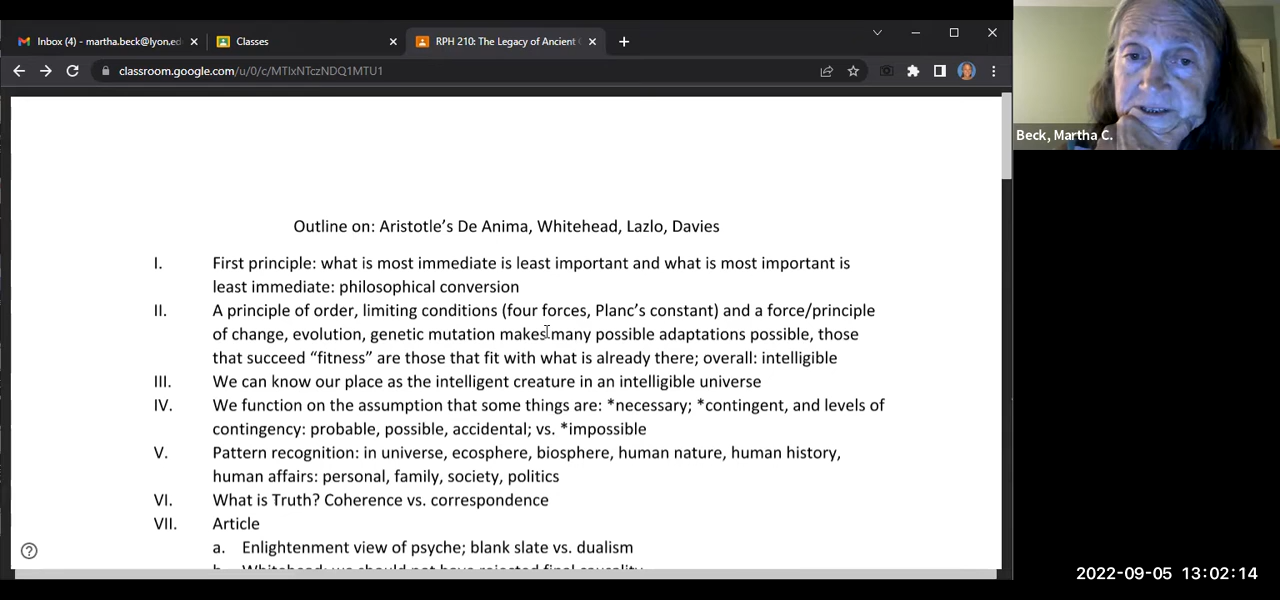 Inbox (4) - martha.beck@lyon.ed
Classes
RPH 210: The Legacy of Ancient
classroom.google.com/u/0/c/MTIxNTczNDQ1MTU1
Beck, Martha C.
Outline on: Aristotle's De Anima, Whitehead, Lazlo, Davies
I. First principle: what is most immediate is least important and what is most important is
least immediate: philosophical conversion
II. A principle of order, limiting conditions (four forces, Planc's constant) and a force/principle
of change, evolution, genetic mutation makes many possible adaptations possible, those
that succeed "fitness" are those that fit with what is already there; overall: intelligible
III. We can know our place as the intelligent creature in an intelligible universe
IV. We function on the assumption that some things are: *necessary; *contingent, and levels of
contingency: probable, possible, accidental; vs. *impossible
V. Pattern recognition: in universe, ecosphere, biosphere, human nature, human history,
human affairs: personal, family, society, politics
VI. What is Truth? Coherence vs. correspondence
VII. Article
a. Enlightenment view of psyche; blank slate vs. dualism
b. Whitehead: we should not have rejected final causality
2022-09-05 13:02:14